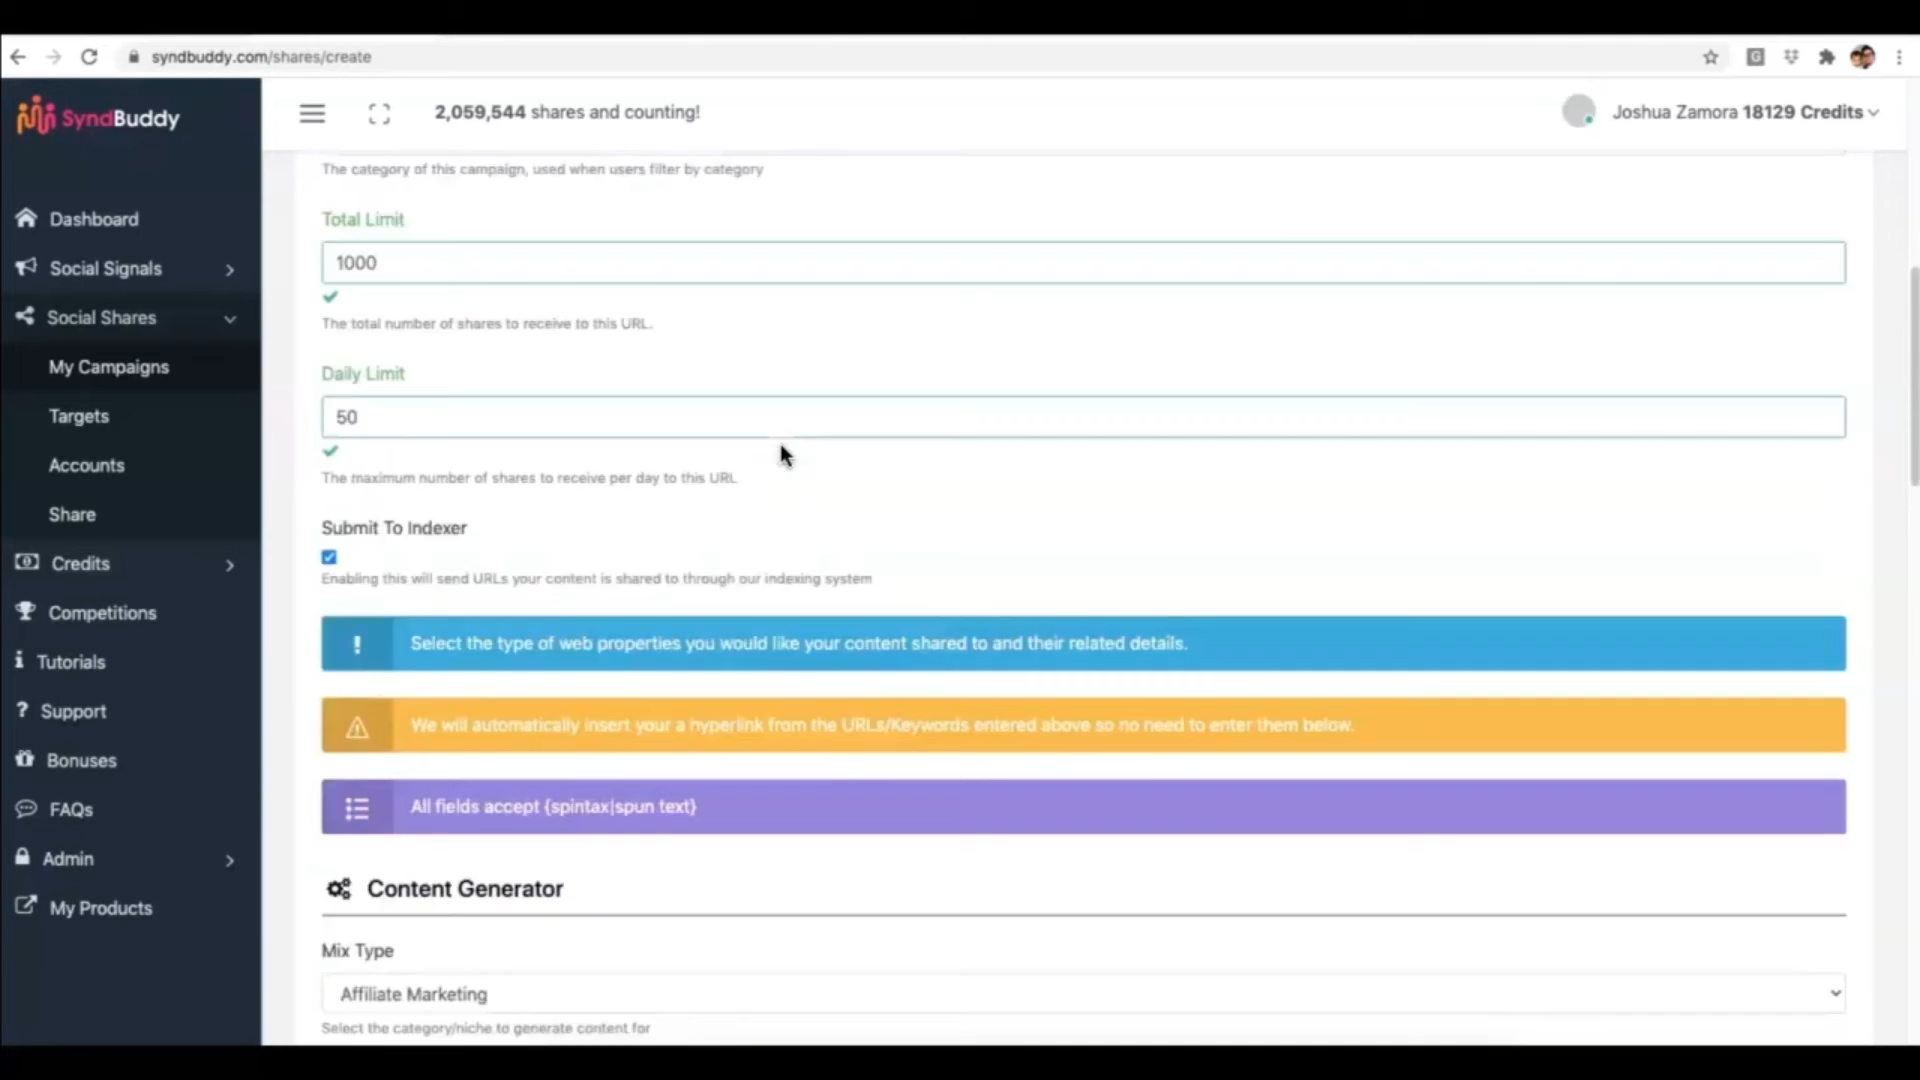 syndbuddy.com/shares/create
SyndBuddy
2,059,544 shares and counting!
Joshua Zamora 18129 Credits
Dashboard
Social Signals
Social Shares
My Campaigns
Targets
Accounts
Share
Credits
Competitions
Tutorials
Support
Bonuses
FAQs
Admin
My Products
The category of this campaign, used when users filter by category
Total Limit
1000
The total number of shares to receive to this URL.
Daily Limit
50
The maximum number of shares to receive per day to this URL
Submit To Indexer
Enabling this will send URLs your content is shared to through our indexing system
Select the type of web properties you would like your content shared to and their related details.
We will automatically insert your a hyperlink from the URLs/Keywords entered above so no need to enter them below.
All fields accept {spintax|spun text}
Content Generator
Mix Type
Affiliate Marketing
Select the category/niche to generate content for